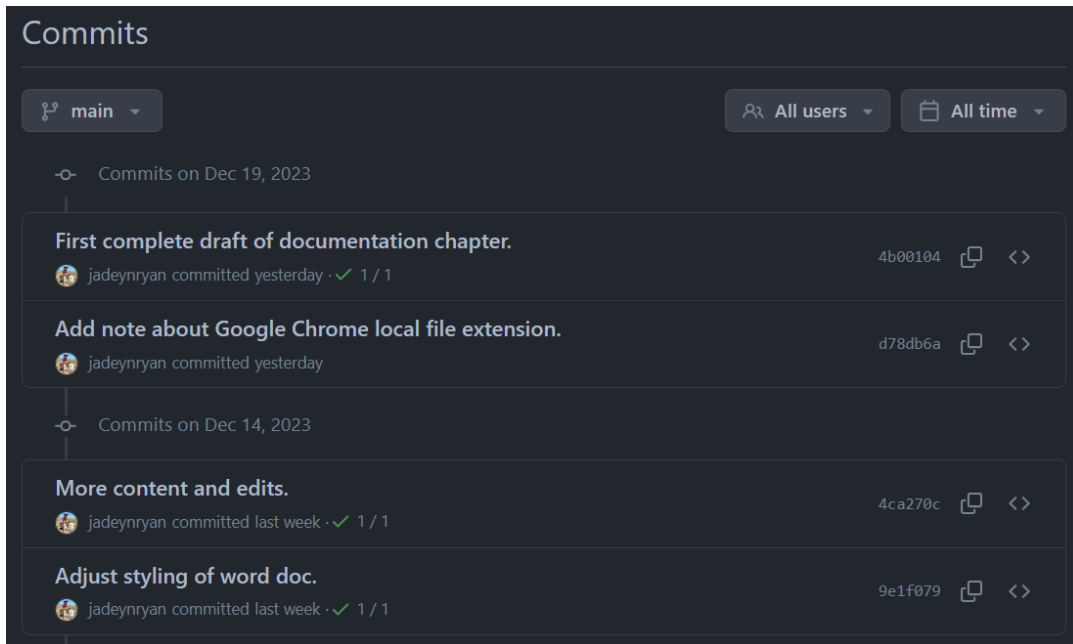 Commits
main
All users
All time
Commits on Dec 19, 2023
First complete draft of documentation chapter.
jadeynryan committed yesterday · 1 / 1
4b00104
Add note about Google Chrome local file extension.
jadeynryan committed yesterday
d78db6a
Commits on Dec 14, 2023
More content and edits.
jadeynryan committed last week · 1 / 1
4ca270c
Adjust styling of word doc.
jadeynryan committed last week · 1 / 1
9e1f079